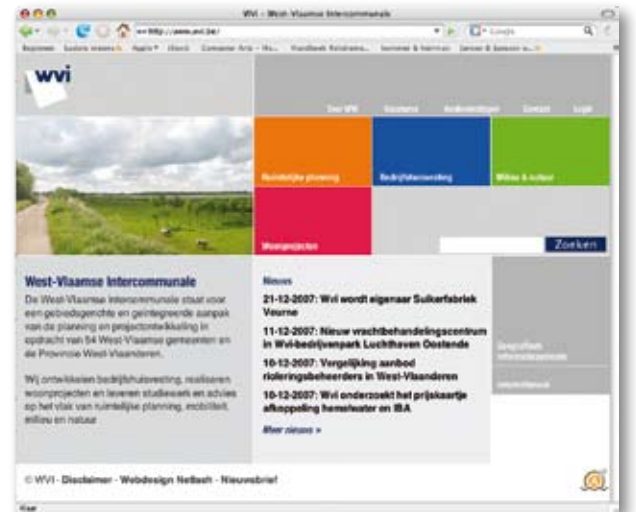 WVI - West-Vlaamse Intercommunale
http://www.wvi.be/
wvi
Over WVI Vacatures Aanbestedingen Contact Login
Ruimtelijke planning
Bedrijfshuisvesting
Milieu & natuur
Woonprojecten
Zoeken
West-Vlaamse Intercommunale
De West-Vlaamse Intercommunale staat voor
een gebiedsgerichte en geïntegreerde aanpak
van de planning en projectontwikkeling in
opdracht van 54 West-Vlaamse gemeenten en
de Provincie West-Vlaanderen.
Wij ontwikkelen bedrijfshuisvesting, realiseren
woonprojecten en leveren studiewerk en advies
op het vlak van ruimtelijke planning, mobiliteit,
milieu en natuur
Nieuws
21-12-2007: Wvi wordt eigenaar Suikerfabriek
Veurne
11-12-2007: Nieuw vrachtbehandelingscentrum
in Wvi-bedrijvenpark Luchthaven Oostende
10-12-2007: Vergelijking aanbod
rioleringsbeheerders in West-Vlaanderen
10-12-2007: Wvi onderzoekt het prijskaartje
afkoppeling hemelwater en IBA
Meer nieuws »
Geografisch
informatiesysteem
© WVI - Disclaimer - Webdesign Netlash - Nieuwsbrief
Klaar